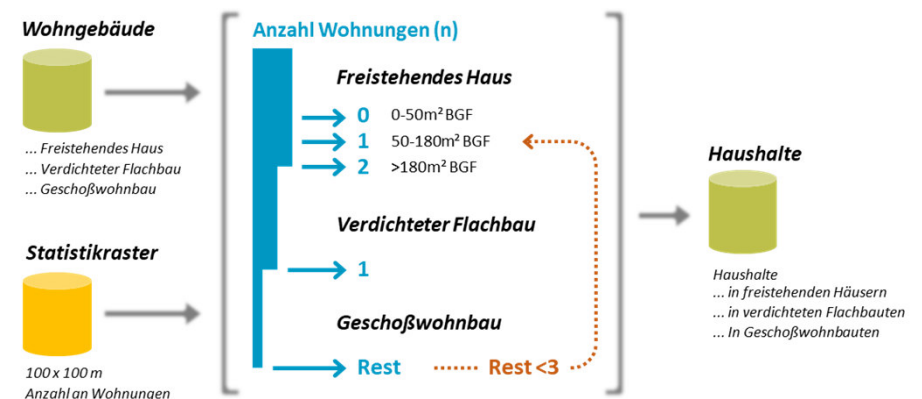 Wohngebäude
... Freistehendes Haus
... Verdichteter Flachbau
... Geschoßwohnbau
Statistikraster
100 x 100 m
Anzahl an Wohnungen
Anzahl Wohnungen (n)
Freistehendes Haus
0 0-50m² BGF
1 50-180m² BGF
2 >180m² BGF
Verdichteter Flachbau
1
Geschoßwohnbau
Rest Rest <3
Haushalte
Haushalte
... in freistehenden Häusern
... in verdichteten Flachbauten
... In Geschoßwohnbauten